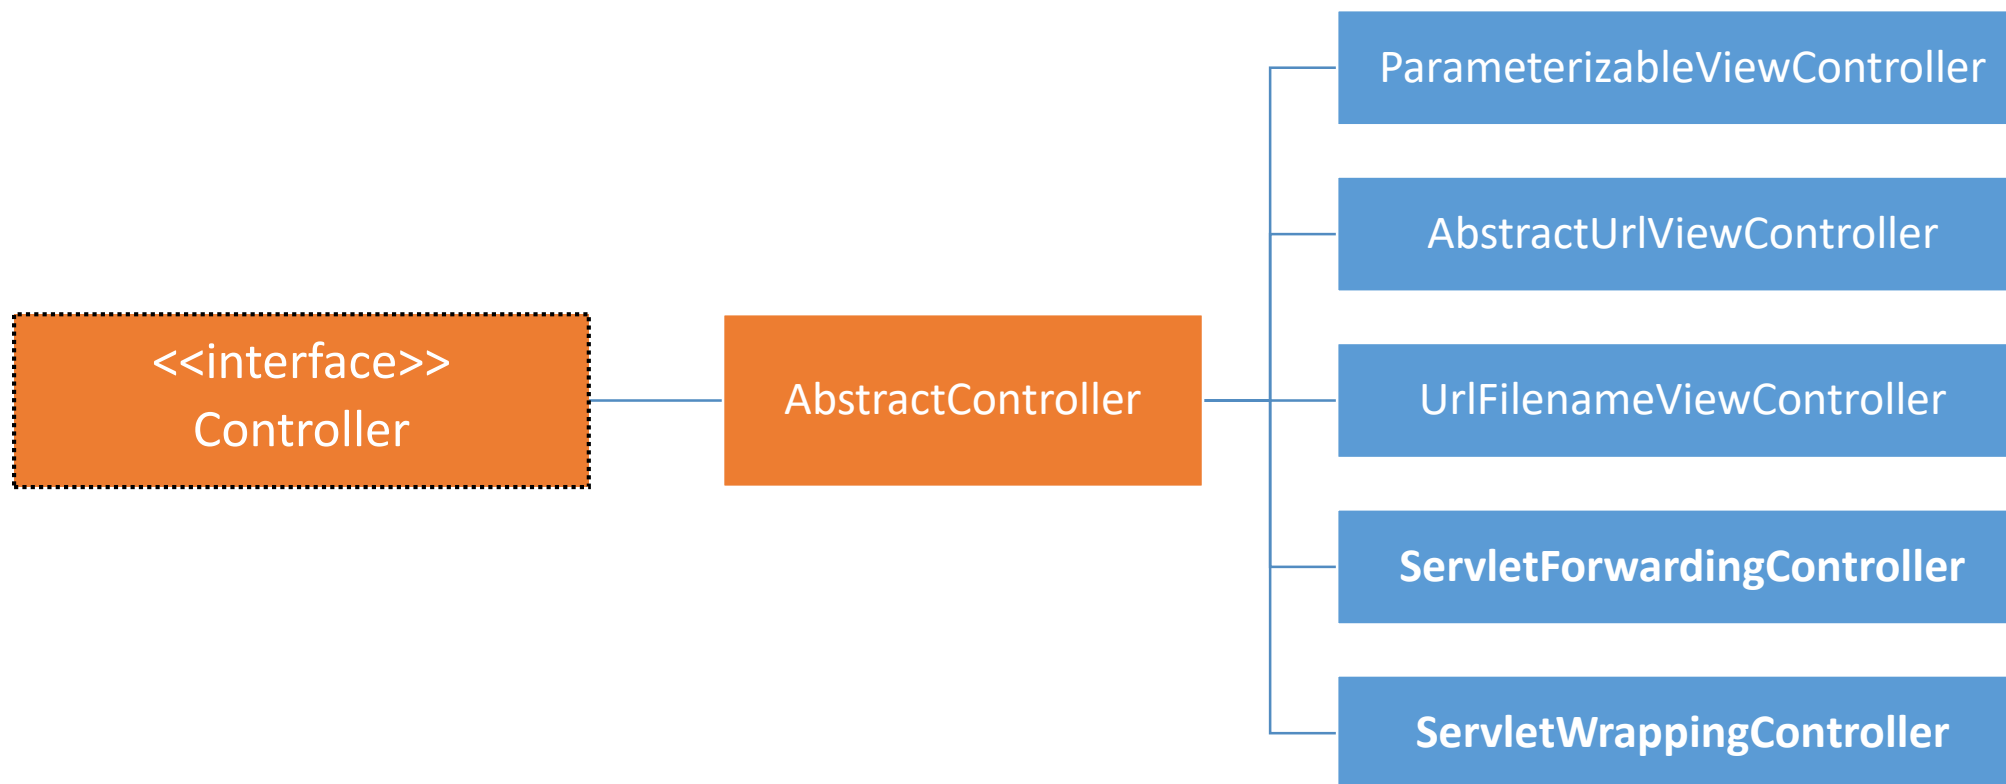 <<interface>>
Controller
AbstractController
ParameterizableViewController
AbstractUrlViewController
UrlFilenameViewController
ServletForwardingController
ServletWrappingController